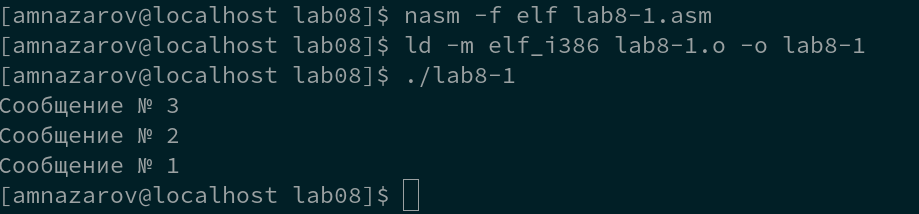 [amnazarov@localhost lab08]$ nasm -f elf lab8-1.asm
[amnazarov@localhost lab08]$ ld -m elf_i386 lab8-1.o -o lab8-1
[amnazarov@localhost lab08]$ ./lab8-1
Сообщение № 3
Сообщение № 2
Сообщение № 1
[amnazarov@localhost lab08]$